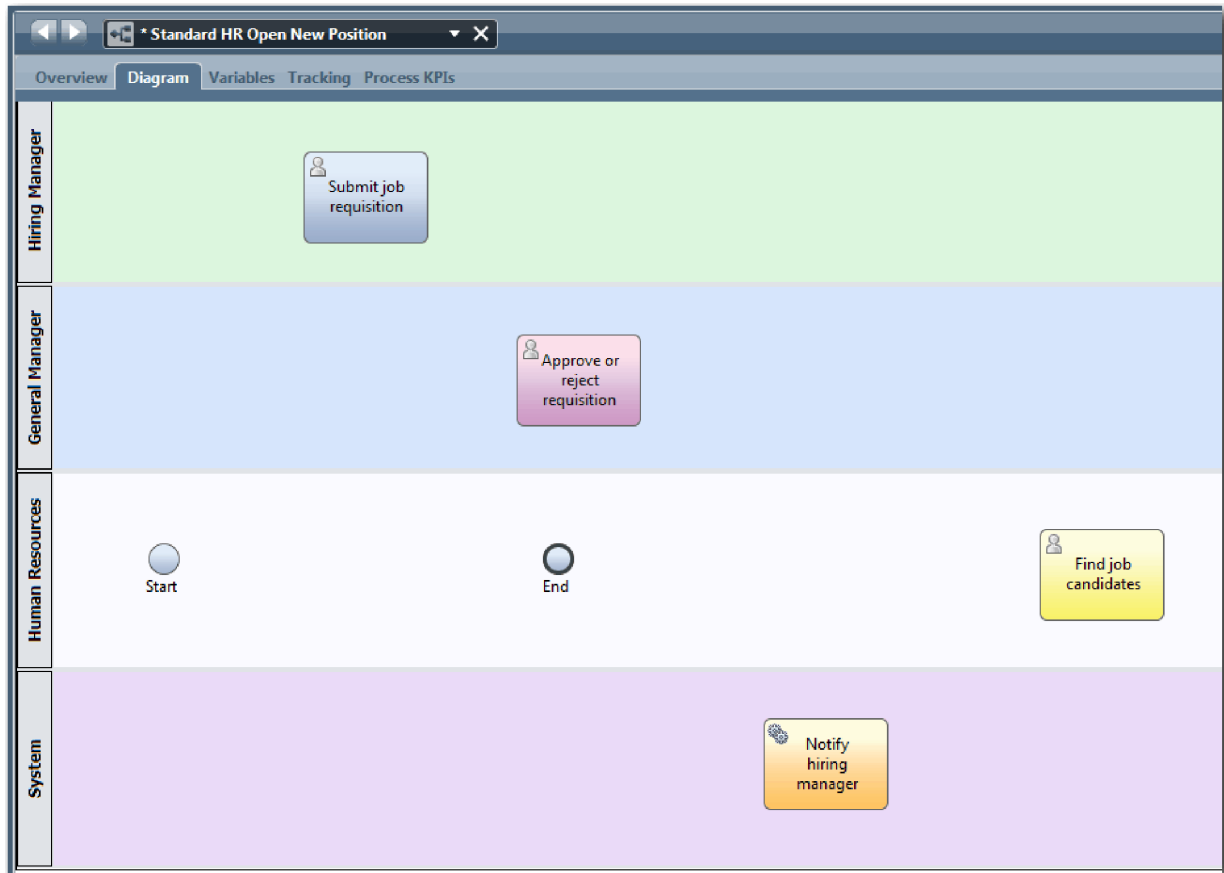 * Standard HR Open New Position
Overview Diagram Variables Tracking Process KPIs
Hiring Manager
Submit job
requisition
General Manager
Approve or
reject
requisition
Human Resources
Start
End
Find job
candidates
System
Notify
hiring
manager